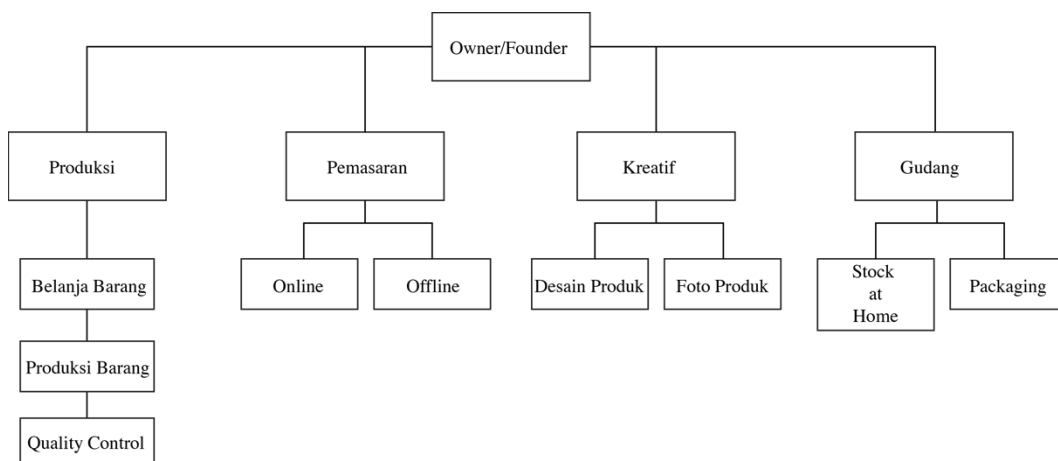 Owner/Founder
Produksi
Pemasaran
Kreatif
Gudang
Belanja Barang
Online
Offline
Desain Produk
Foto Produk
Stock
at
Home
Packaging
Produksi Barang
Quality Control